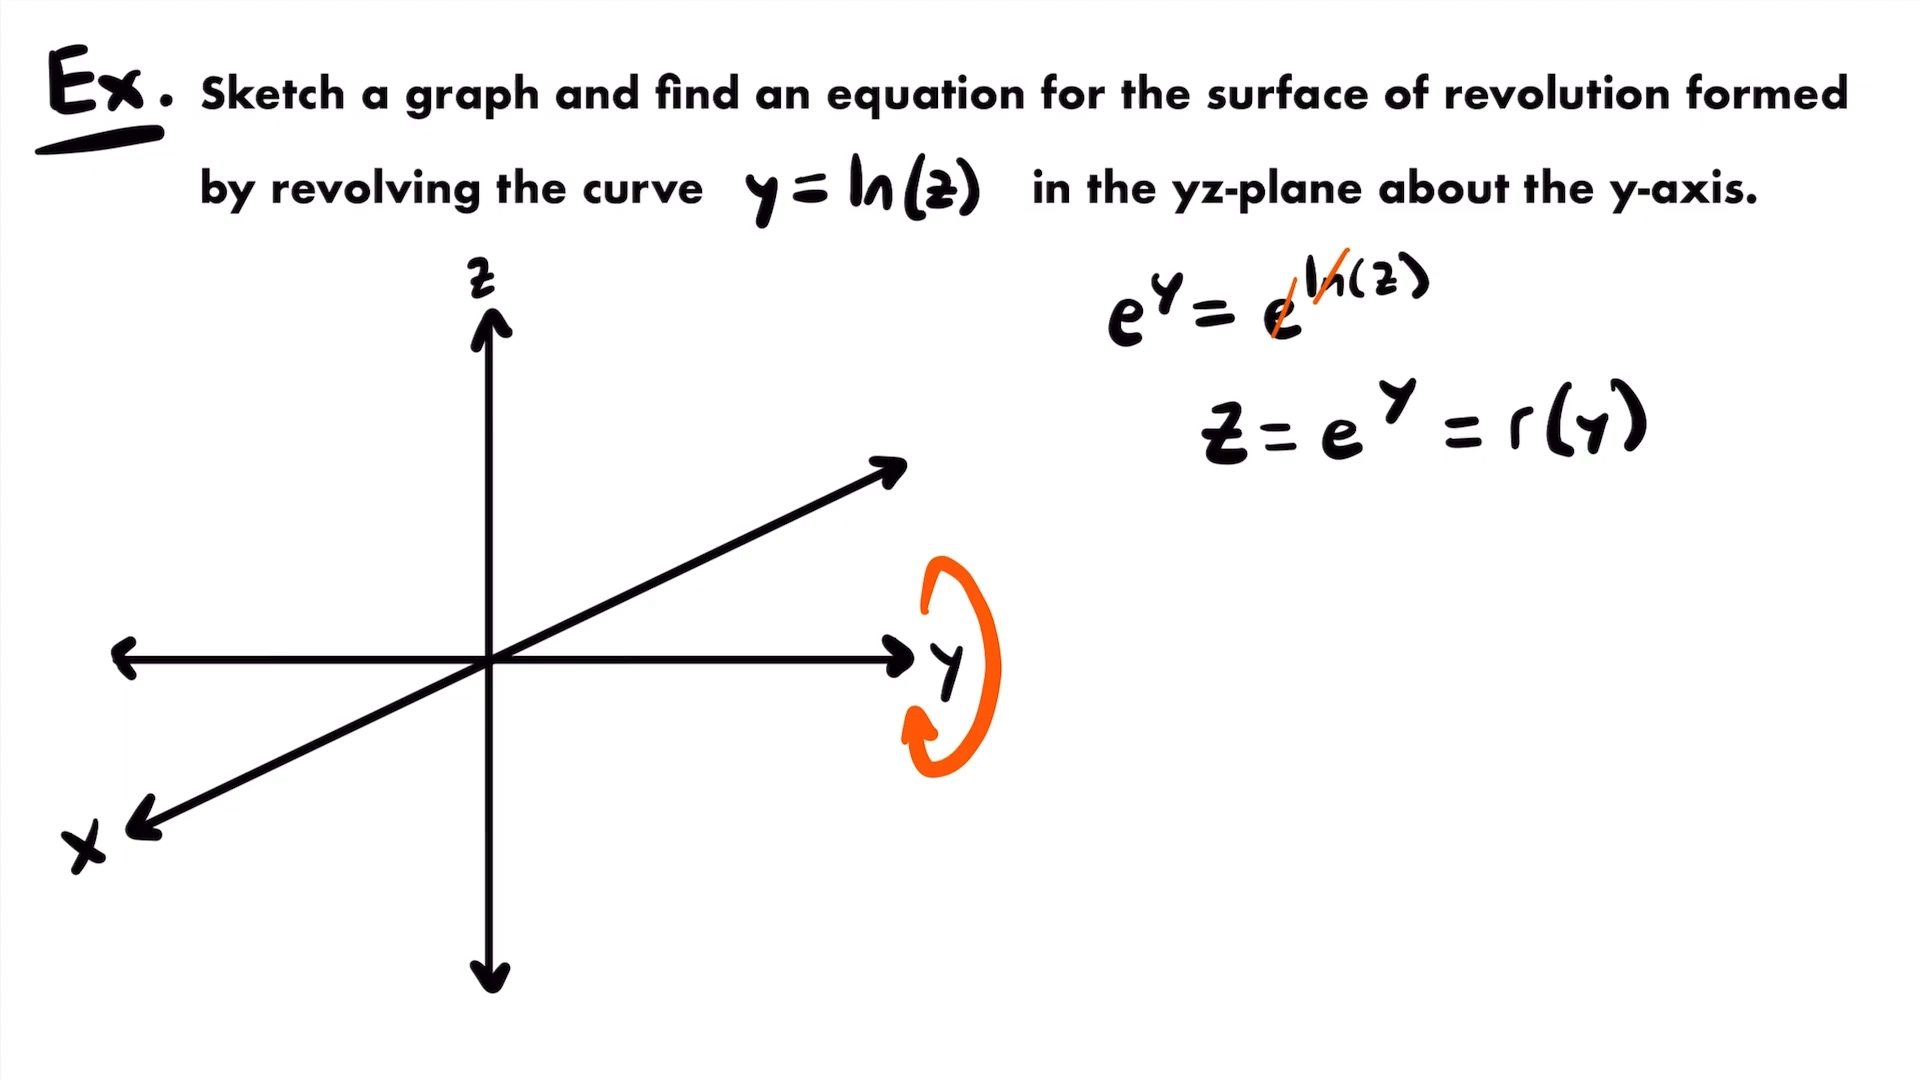 Ex. Sketch a graph and find an equation for the surface of revolution formed
by revolving the curve y = ln(z) in the yz-plane about the y-axis.
z
e^y = e^ln(z)
z = e^y = r(y)
y
x